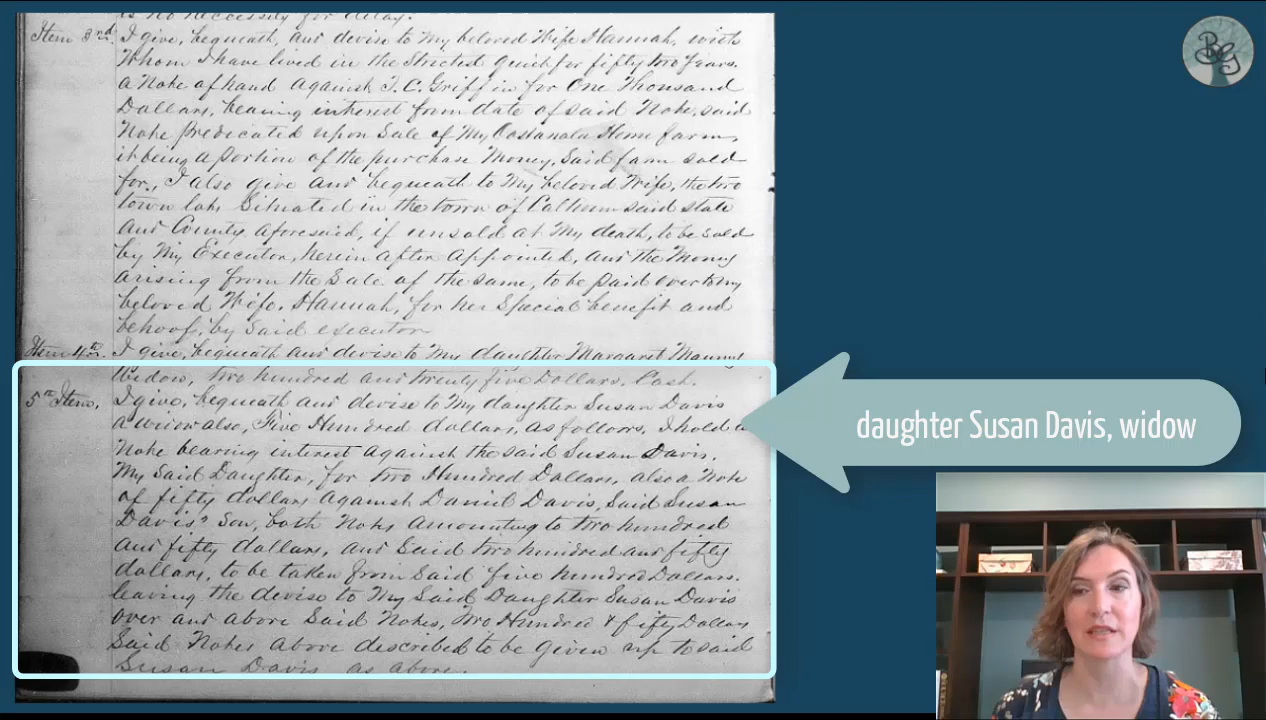 is no necessity for delay.
Item 3rd. I give, bequeath, and devise to my beloved Wife Hannah, with
Whom I have lived in the Strictest quiet for fifty two years.
a Note of hand against T. C. Griffin for One Thousand
Dollars, bearing interest from date of said Note, said
Note predicated upon Sale of My Oostanala Home farm,
it being a portion of the purchase Money, Said farm sold
for, I also give and bequeath to My beloved Wife, the two
town lots Situated in the town of Calhoun said state
and County aforesaid, if unsold at My death, to be sold
by My Executor, herein after appointed, and the Money
arising from the Sale of the same, to be paid over to my
beloved Wife, Hannah, for her Special benefit and
behoof, by Said executor
Item 4th. I give, bequeath and devise to My daughter Margaret
Widow, two hundred and twenty five Dollars, Cash.
5th Item, I give, bequeath and devise to My daughter Susan Davis
a widow also, Five Hundred dollars, as follows, I hold a
Note bearing interest against the said Susan Davis,
My Said Daughter, for two Hundred Dollars, also a Note
of fifty dollars against Daniel Davis, Said Susan
Davis' Son, both Notes amounting to two hundred
and fifty dollars, and Said two hundred and fifty
dollars, to be taken from Said five hundred Dollars.
leaving the devise to My Said Daughter Susan Davis
over and above Said Notes, Two Hundred & fifty Dollars
Said Notes above described to be given up to said
Susan Davis as above.
daughter Susan Davis, widow
BCG